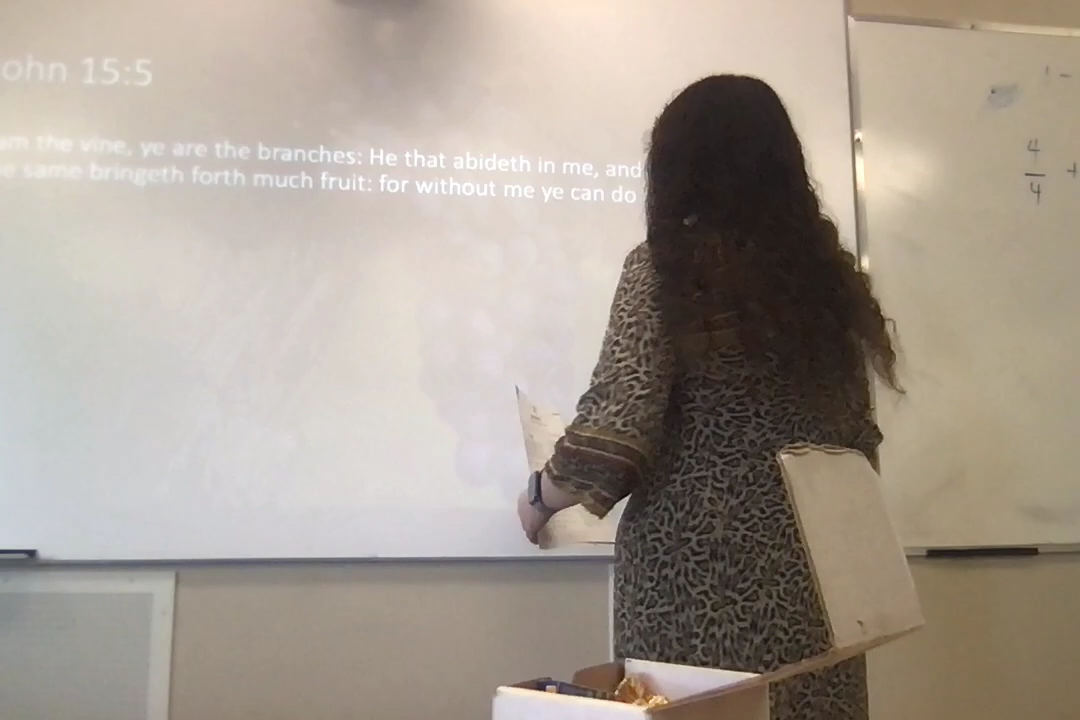 ohn 15:5
am the vine, ye are the branches: He that abideth in me, and
e same bringeth forth much fruit: for without me ye can do
4
4
+